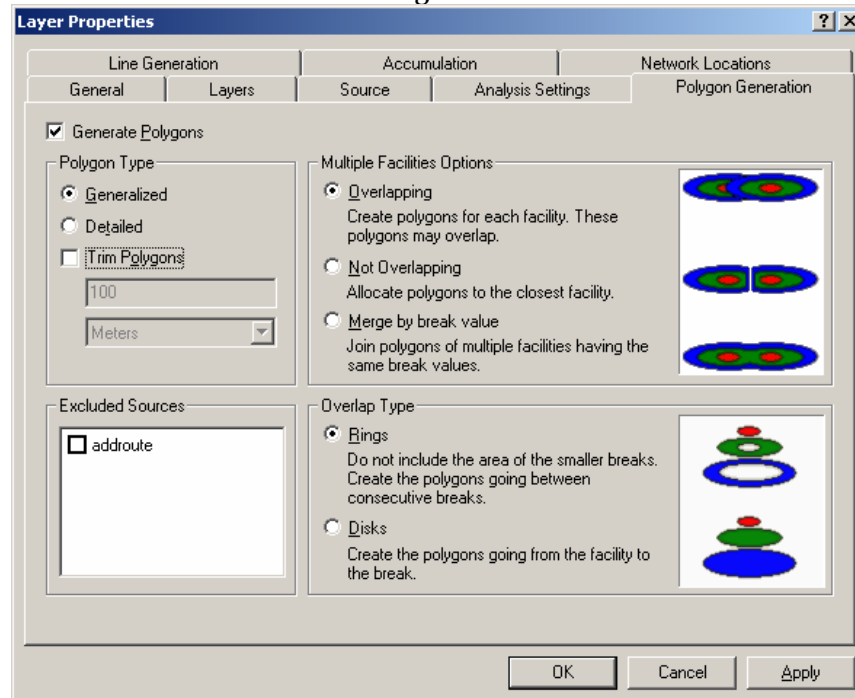 Layer Properties
Line Generation
Accumulation
Network Locations
General
Layers
Source
Analysis Settings
Polygon Generation
Generate Polygons
Polygon Type
Generalized
Detailed
Trim Polygons
100
Meters
Multiple Facilities Options
Overlapping
Create polygons for each facility. These
polygons may overlap.
Not Overlapping
Allocate polygons to the closest facility.
Merge by break value
Join polygons of multiple facilities having the
same break values.
Excluded Sources
addroute
Overlap Type
Rings
Do not include the area of the smaller breaks.
Create the polygons going between
consecutive breaks.
Disks
Create the polygons going from the facility to
the break.
OK
Cancel
Apply